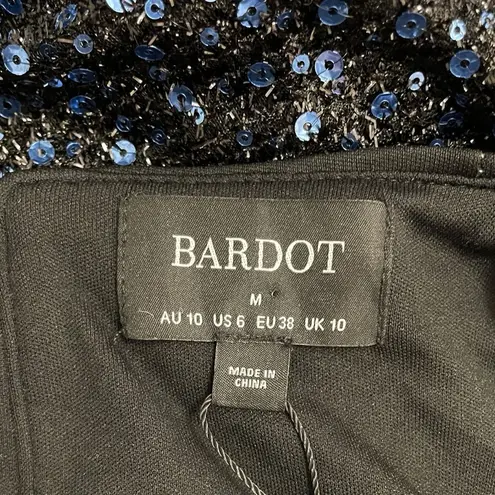 BARDOT
M
AU 10 US 6 EU 38 UK 10
MADE IN
CHINA